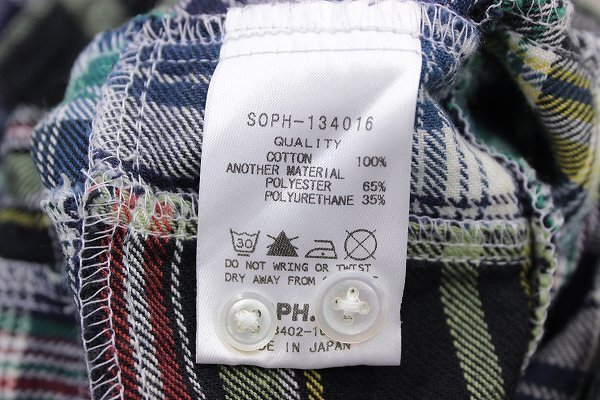 SOPH-134016
QUALITY
COTTON 100%
ANOTHER MATERIAL
POLYESTER 65%
POLYURETHANE 35%
30
DO NOT WRING OR TWIST
DRY AWAY FROM
PH.
IN JAPAN